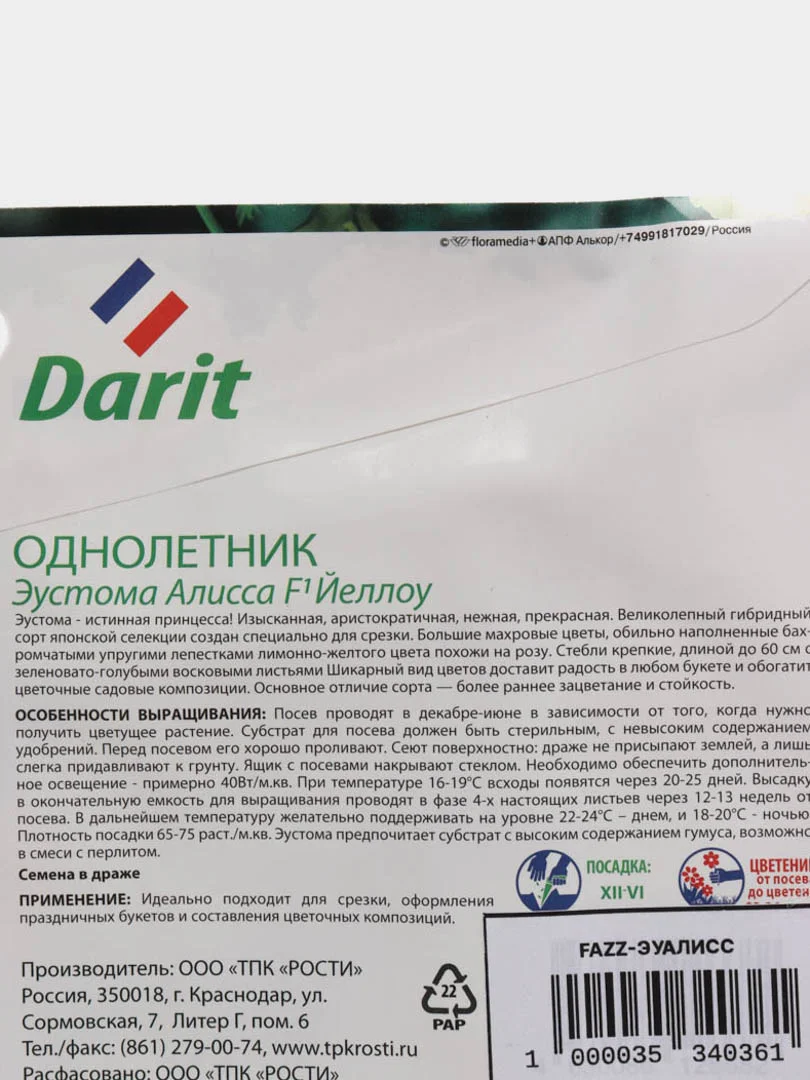 ©floramedia+АПФ Алькор/+74991817029/Россия
Darit
ОДНОЛЕТНИК
Эустома Алисса F¹ Йеллоу
Эустома - истинная принцесса! Изысканная, аристократичная, нежная, прекрасная. Великолепный гибридный
сорт японской селекции создан специально для срезки. Большие махровые цветы, обильно наполненные бах-
ромчатыми упругими лепестками лимонно-желтого цвета похожи на розу. Стебли крепкие, длиной до 60 см с
зеленовато-голубыми восковыми листьями Шикарный вид цветов доставит радость в любом букете и обогатит
цветочные садовые композиции. Основное отличие сорта — более раннее зацветание и стойкость.
ОСОБЕННОСТИ ВЫРАЩИВАНИЯ: Посев проводят в декабре-июне в зависимости от того, когда нужно
получить цветущее растение. Субстрат для посева должен быть стерильным, с невысоким содержанием
удобрений. Перед посевом его хорошо проливают. Сеют поверхностно: драже не присыпают землей, а лишь
слегка придавливают к грунту. Ящик с посевами накрывают стеклом. Необходимо обеспечить дополнитель-
ное освещение - примерно 40Вт/м.кв. При температуре 16-19°С всходы появятся через 20-25 дней. Высадку
в окончательную емкость для выращивания проводят в фазе 4-х настоящих листьев через 12-13 недель от
посева. В дальнейшем температуру желательно поддерживать на уровне 22-24°С – днем, и 18-20°С - ночью.
Плотность посадки 65-75 раст./м.кв. Эустома предпочитает субстрат с высоким содержанием гумуса, возможно
в смеси с перлитом.
Семена в драже
ПОСАДКА:
XII-VI
ЦВЕТЕНИЕ
от посева
до цветен
ПРИМЕНЕНИЕ: Идеально подходит для срезки, оформления
праздничных букетов и составления цветочных композиций.
Производитель: ООО «ТПК «РОСТИ»
Россия, 350018, г. Краснодар, ул.
Сормовская, 7, Литер Г, пом. 6
Тел./факс: (861) 279-00-74, www.tpkrosti.ru
Расфасовано: ООО «ТПК «РОСТИ»
22
PAP
FAZZ-ЭУАЛИСС
1 000035 340361